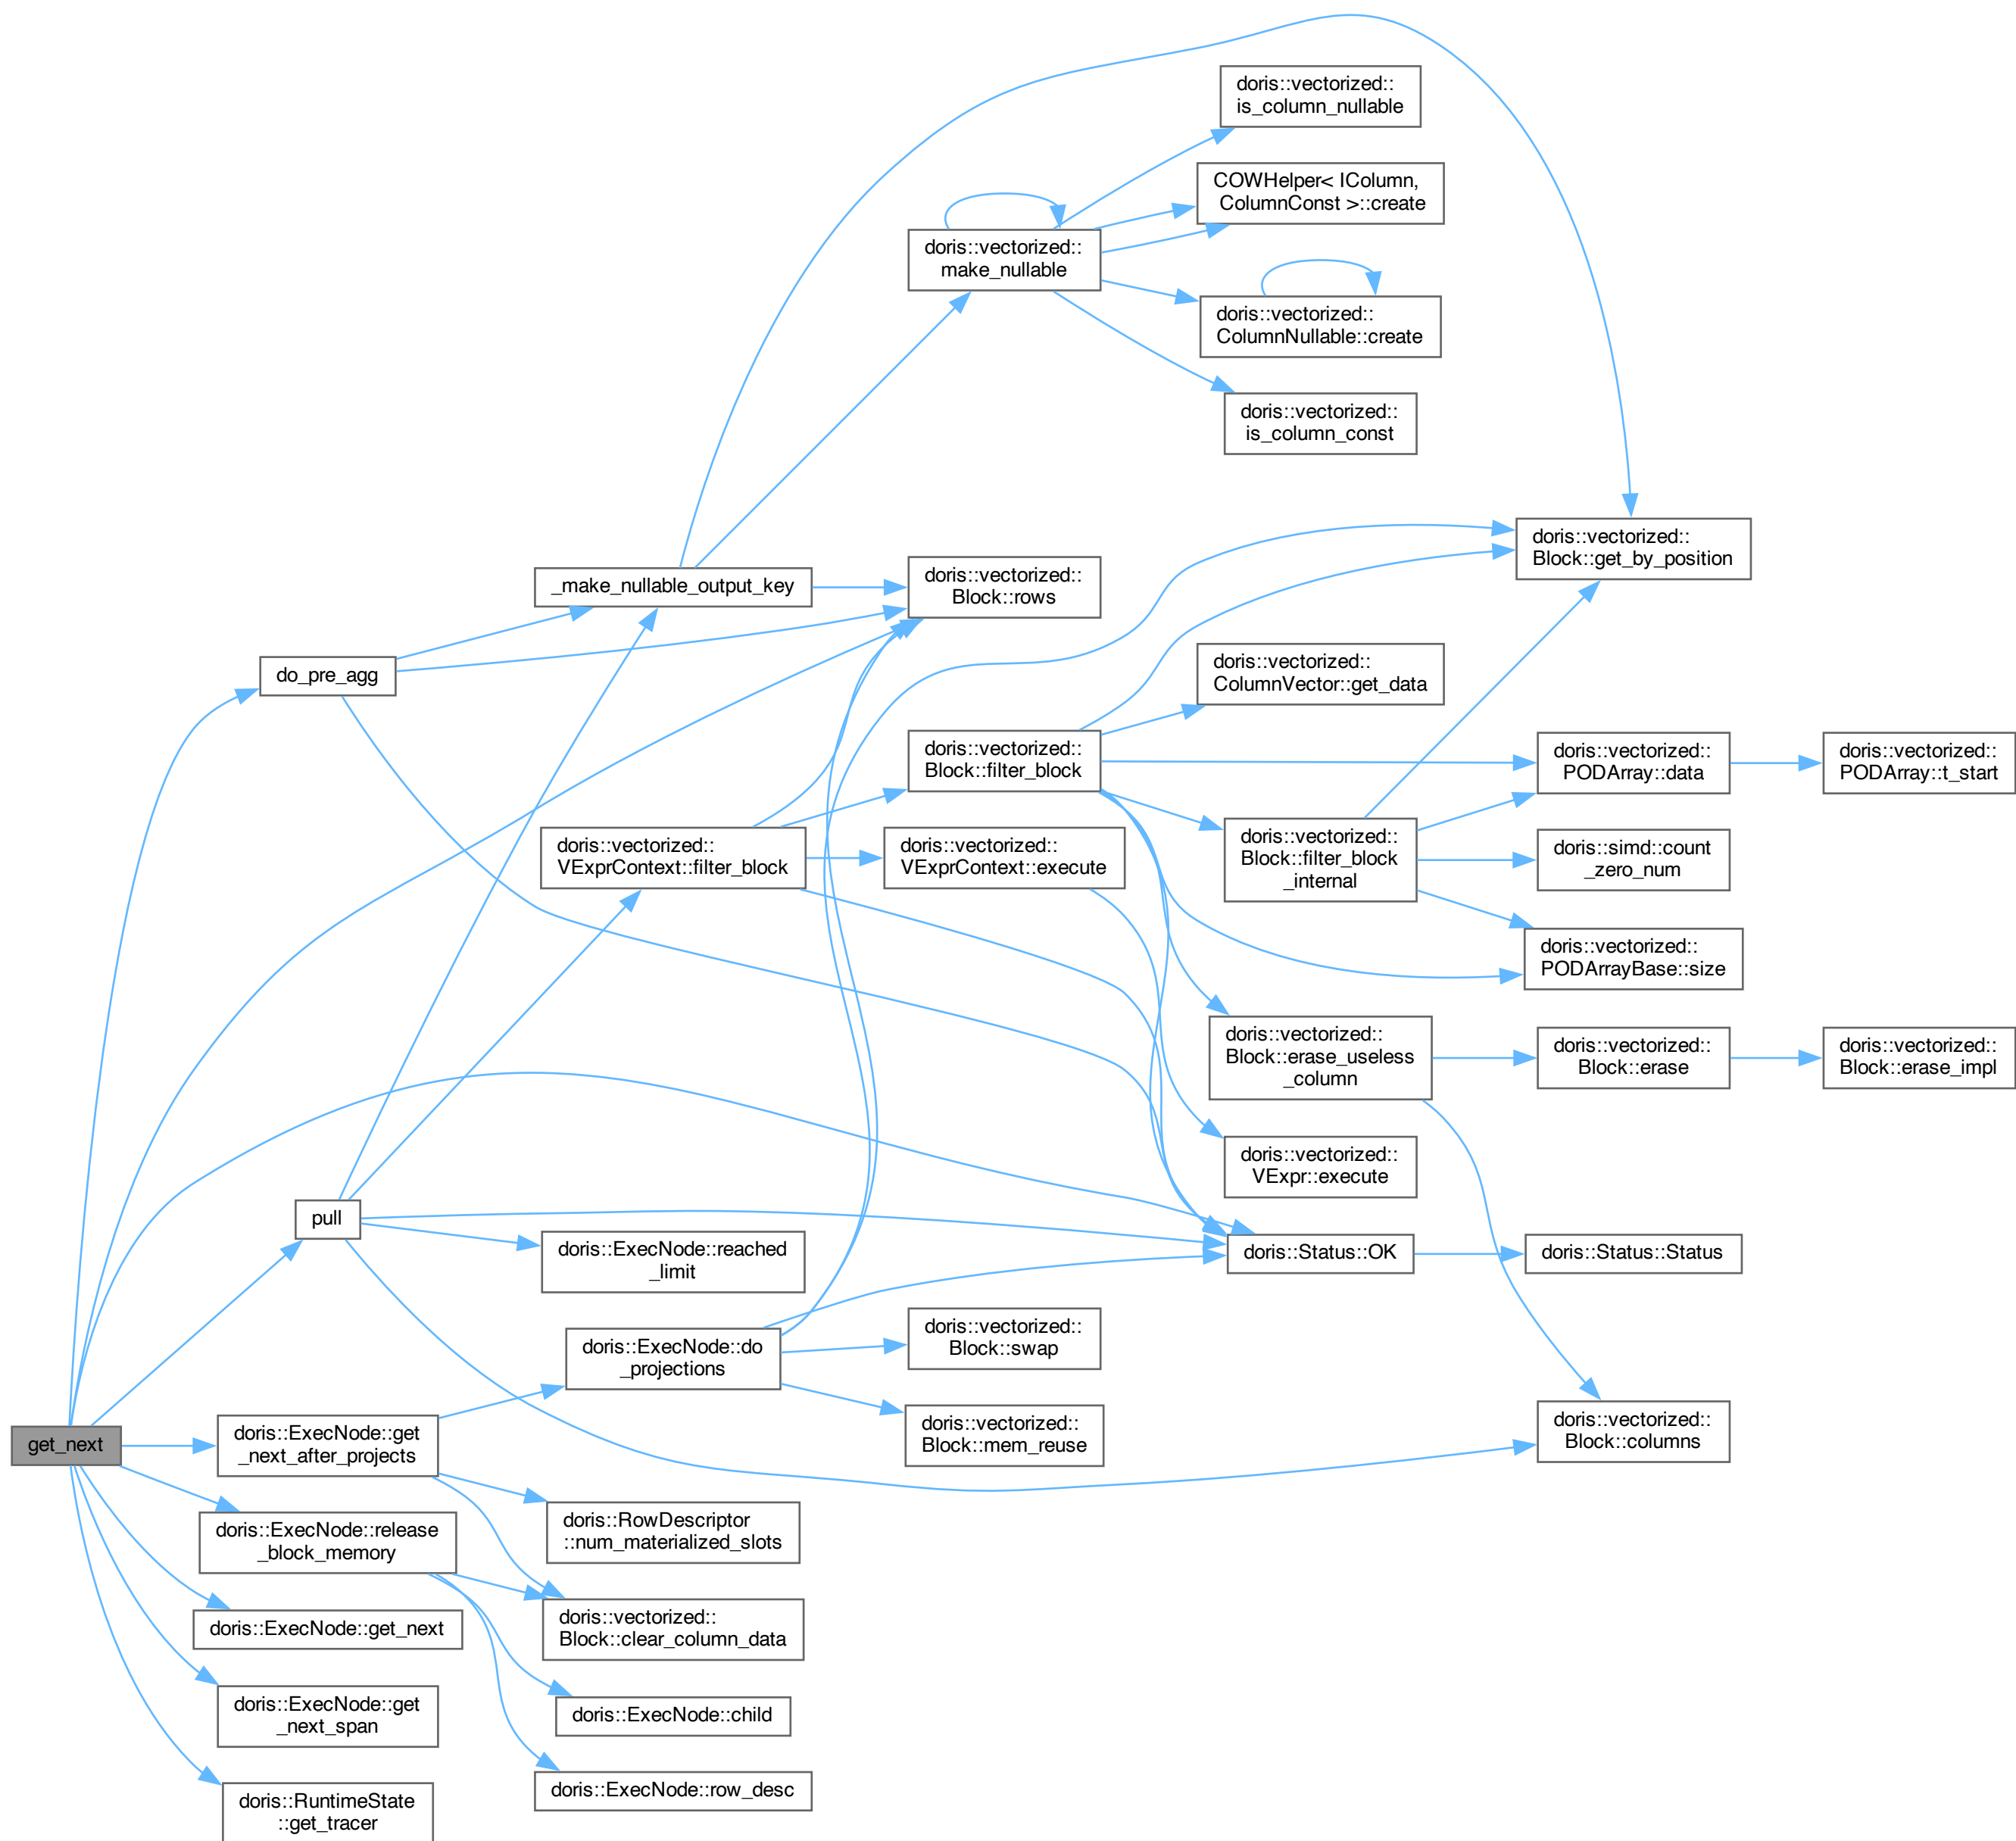 doris::vectorized::
is_column_nullable
COWHelper< IColumn,
ColumnConst >::create
doris::vectorized::
make_nullable
doris::vectorized::
ColumnNullable::create
doris::vectorized::
is_column_const
doris::vectorized::
Block::get_by_position
_make_nullable_output_key
doris::vectorized::
Block::rows
do_pre_agg
doris::vectorized::
ColumnVector::get_data
doris::vectorized::
Block::filter_block
doris::vectorized::
PODArray::data
doris::vectorized::
PODArray::t_start
doris::vectorized::
VExprContext::filter_block
doris::vectorized::
VExprContext::execute
doris::vectorized::
Block::filter_block
_internal
doris::simd::count
_zero_num
doris::vectorized::
PODArrayBase::size
doris::vectorized::
Block::erase_useless
_column
doris::vectorized::
Block::erase
doris::vectorized::
Block::erase_impl
doris::vectorized::
VExpr::execute
pull
doris::ExecNode::reached
_limit
doris::Status::OK
doris::Status::Status
doris::ExecNode::do
_projections
doris::vectorized::
Block::swap
doris::vectorized::
Block::mem_reuse
doris::vectorized::
Block::columns
get_next
doris::ExecNode::get
_next_after_projects
doris::ExecNode::release
_block_memory
doris::RowDescriptor
::num_materialized_slots
doris::ExecNode::get_next
doris::vectorized::
Block::clear_column_data
doris::ExecNode::get
_next_span
doris::ExecNode::child
doris::ExecNode::row_desc
doris::RuntimeState
::get_tracer